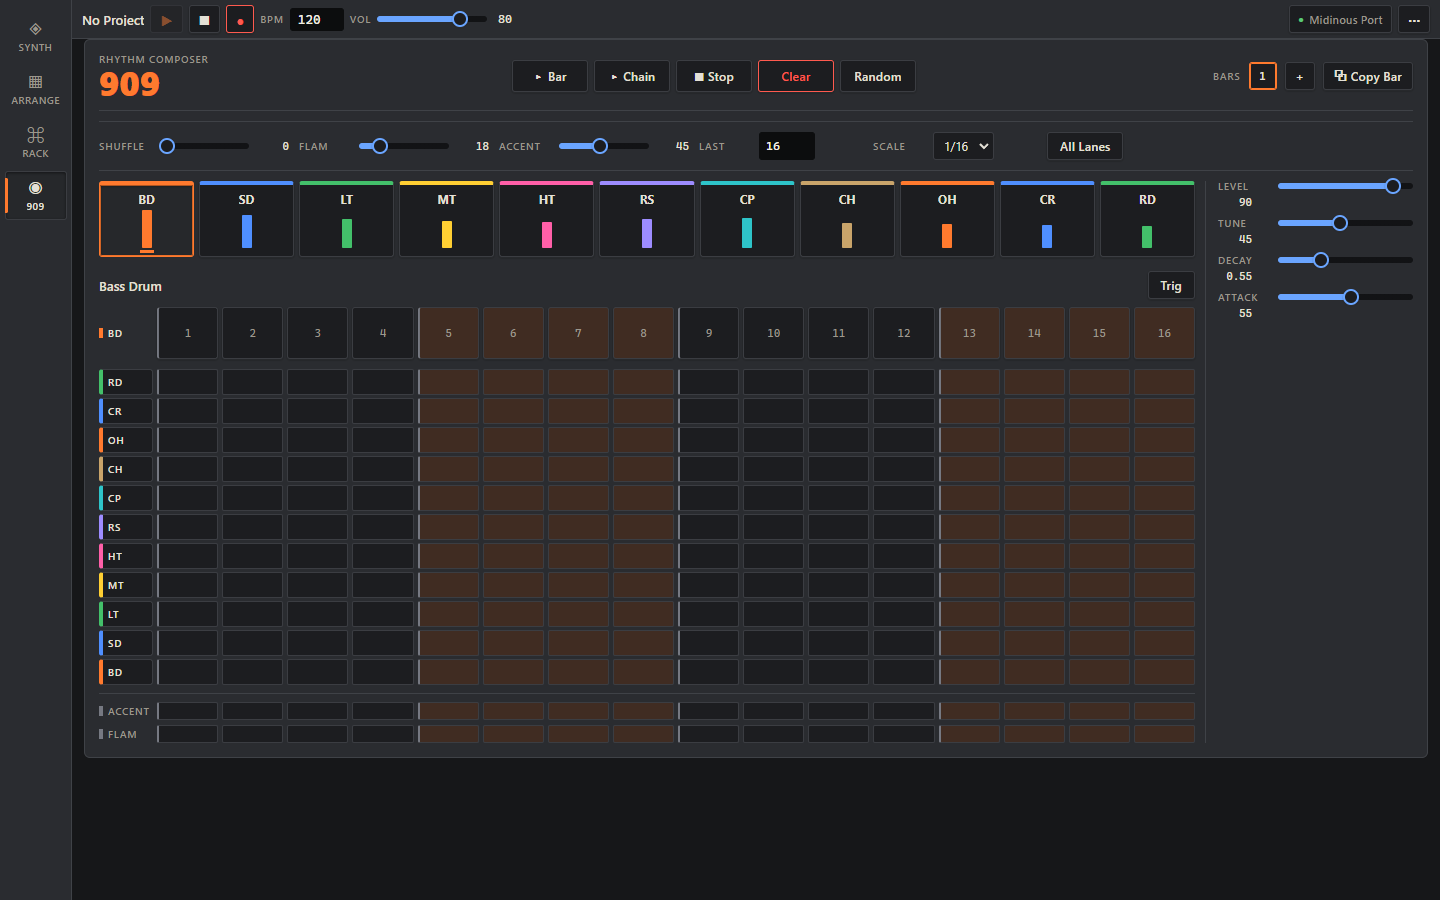 No Project BPM 120 VOL 80 Midinous Port ...
SYNTH
ARRANGE
RACK
909
RHYTHM COMPOSER
909
Bar Chain Stop Clear Random BARS 1 + Copy Bar
SHUFFLE 0 FLAM 18 ACCENT 45 LAST 16 SCALE 1/16 All Lanes
BD SD LT MT HT RS CP CH OH CR RD
LEVEL
90
TUNE
45
DECAY
0.55
ATTACK
55
Bass Drum Trig
BD 1 2 3 4 5 6 7 8 9 10 11 12 13 14 15 16
RD
CR
OH
CH
CP
RS
HT
MT
LT
SD
BD
ACCENT
FLAM